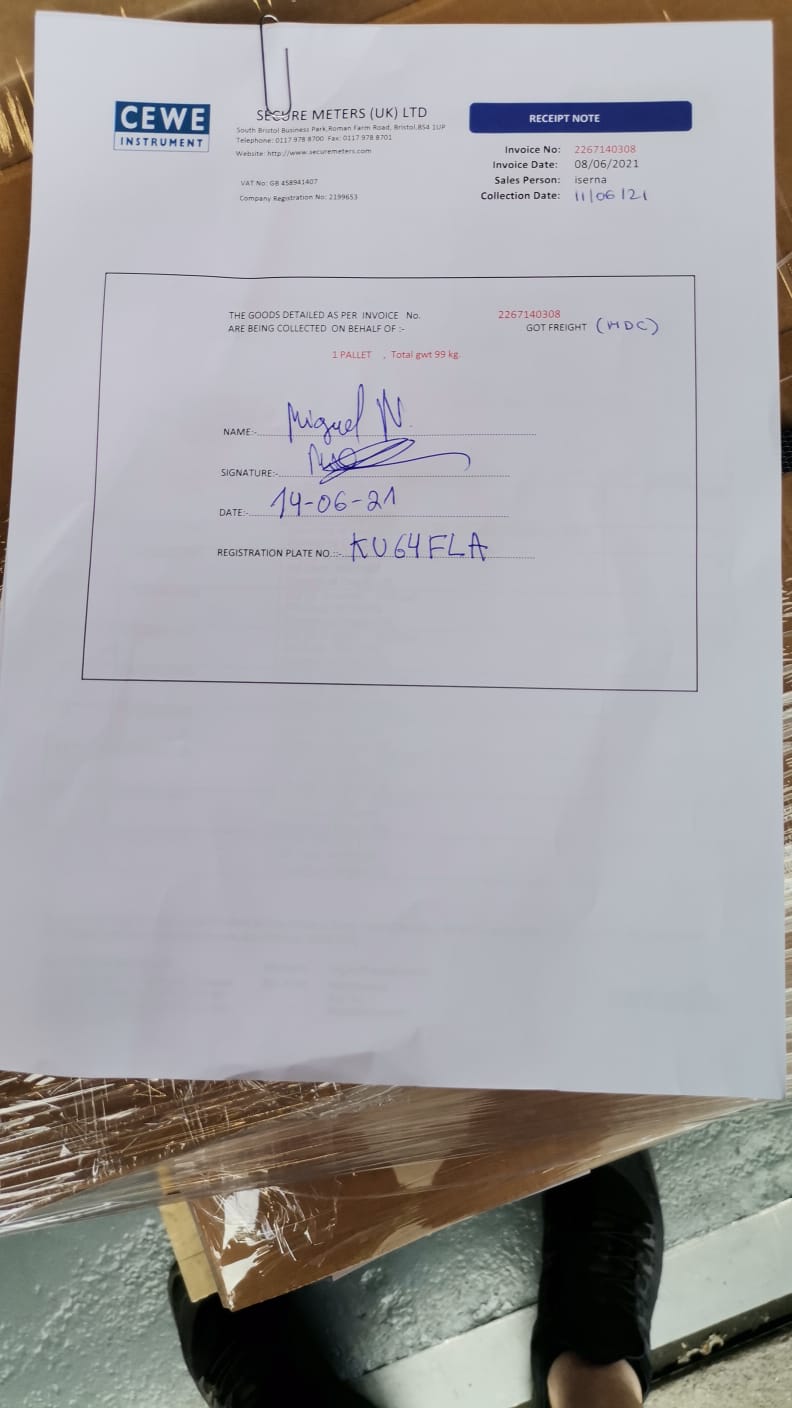 CEWE
INSTRUMENT
SECURE METERS (UK) LTD
South Bristol Business Park,Roman Farm Road, Bristol,BS4 1UP
Telephone: 0117 978 8700 Fax: 0117 978 8701
Website: http://www.securemeters.com
VAT No: GB 458941407
Company Registration No: 2199653
RECEIPT NOTE
Invoice No: 2267140308
Invoice Date: 08/06/2021
Sales Person: iserna
Collection Date: 11/06/21
THE GOODS DETAILED AS PER INVOICE No. 2267140308
ARE BEING COLLECTED ON BEHALF OF :- GOT FREIGHT (MDC)
1 PALLET , Total gwt 99 kg.
NAME:- Miguel N.
SIGNATURE:-
DATE:- 14-06-21
REGISTRATION PLATE NO.::- KU64FLA